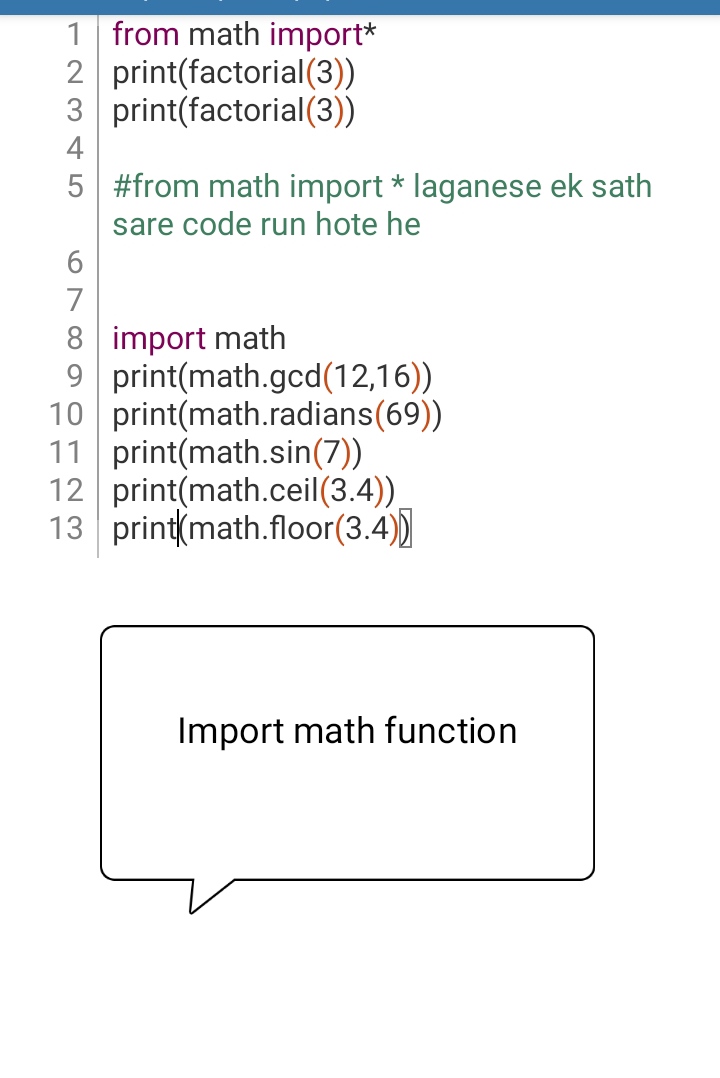 1 from math import*
2 print(factorial(3))
3 print(factorial(3))
4
5 #from math import * laganese ek sath
sare code run hote he
6
7
8 import math
9 print(math.gcd(12,16))
10 print(math.radians(69))
11 print(math.sin(7))
12 print(math.ceil(3.4))
13 print(math.floor(3.4))
Import math function